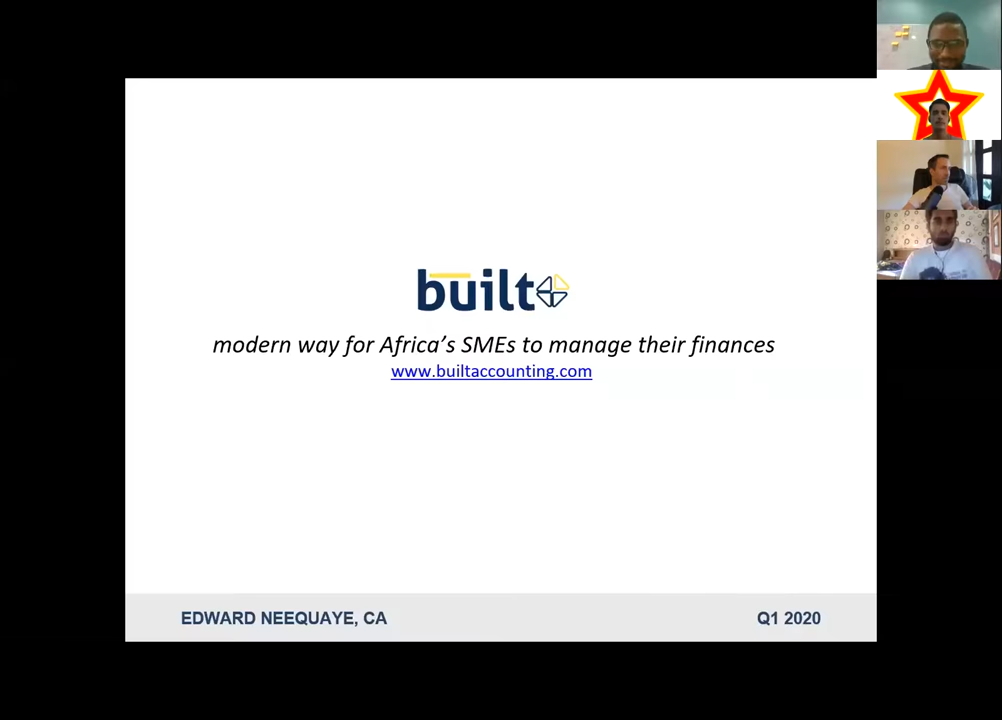 built
modern way for Africa's SMEs to manage their finances
www.builtaccounting.com
EDWARD NEEQUAYE, CA
Q1 2020